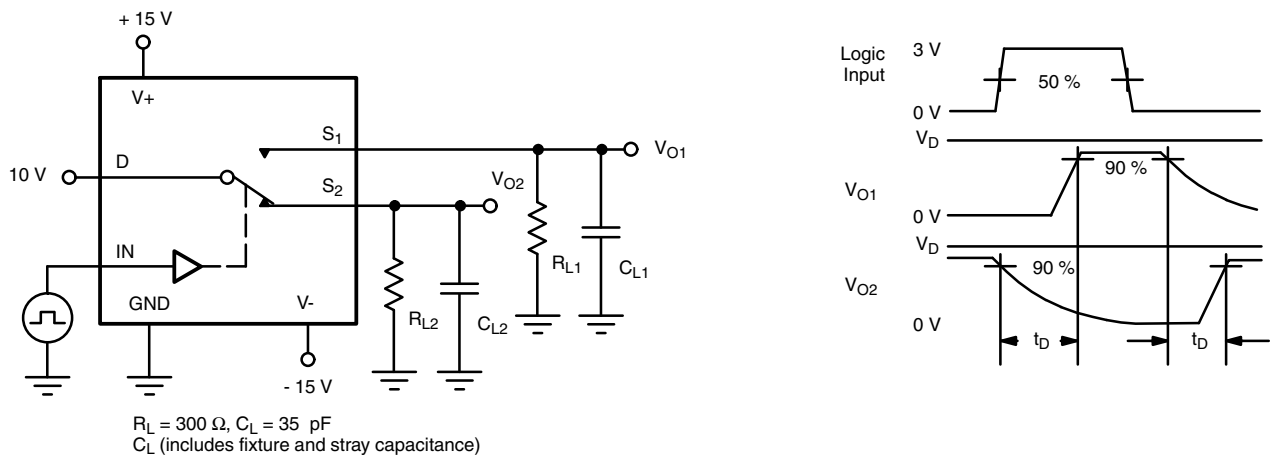 + 15 V
V+
S1
VO1
10 V
D
S2
VO2
IN
RL1
CL1
GND
V-
RL2
CL2
- 15 V
RL = 300 Ω, CL = 35 pF
CL (includes fixture and stray capacitance)
Logic
Input
3 V
50 %
0 V
VD
VO1
90 %
0 V
VD
VO2
90 %
0 V
tD
tD